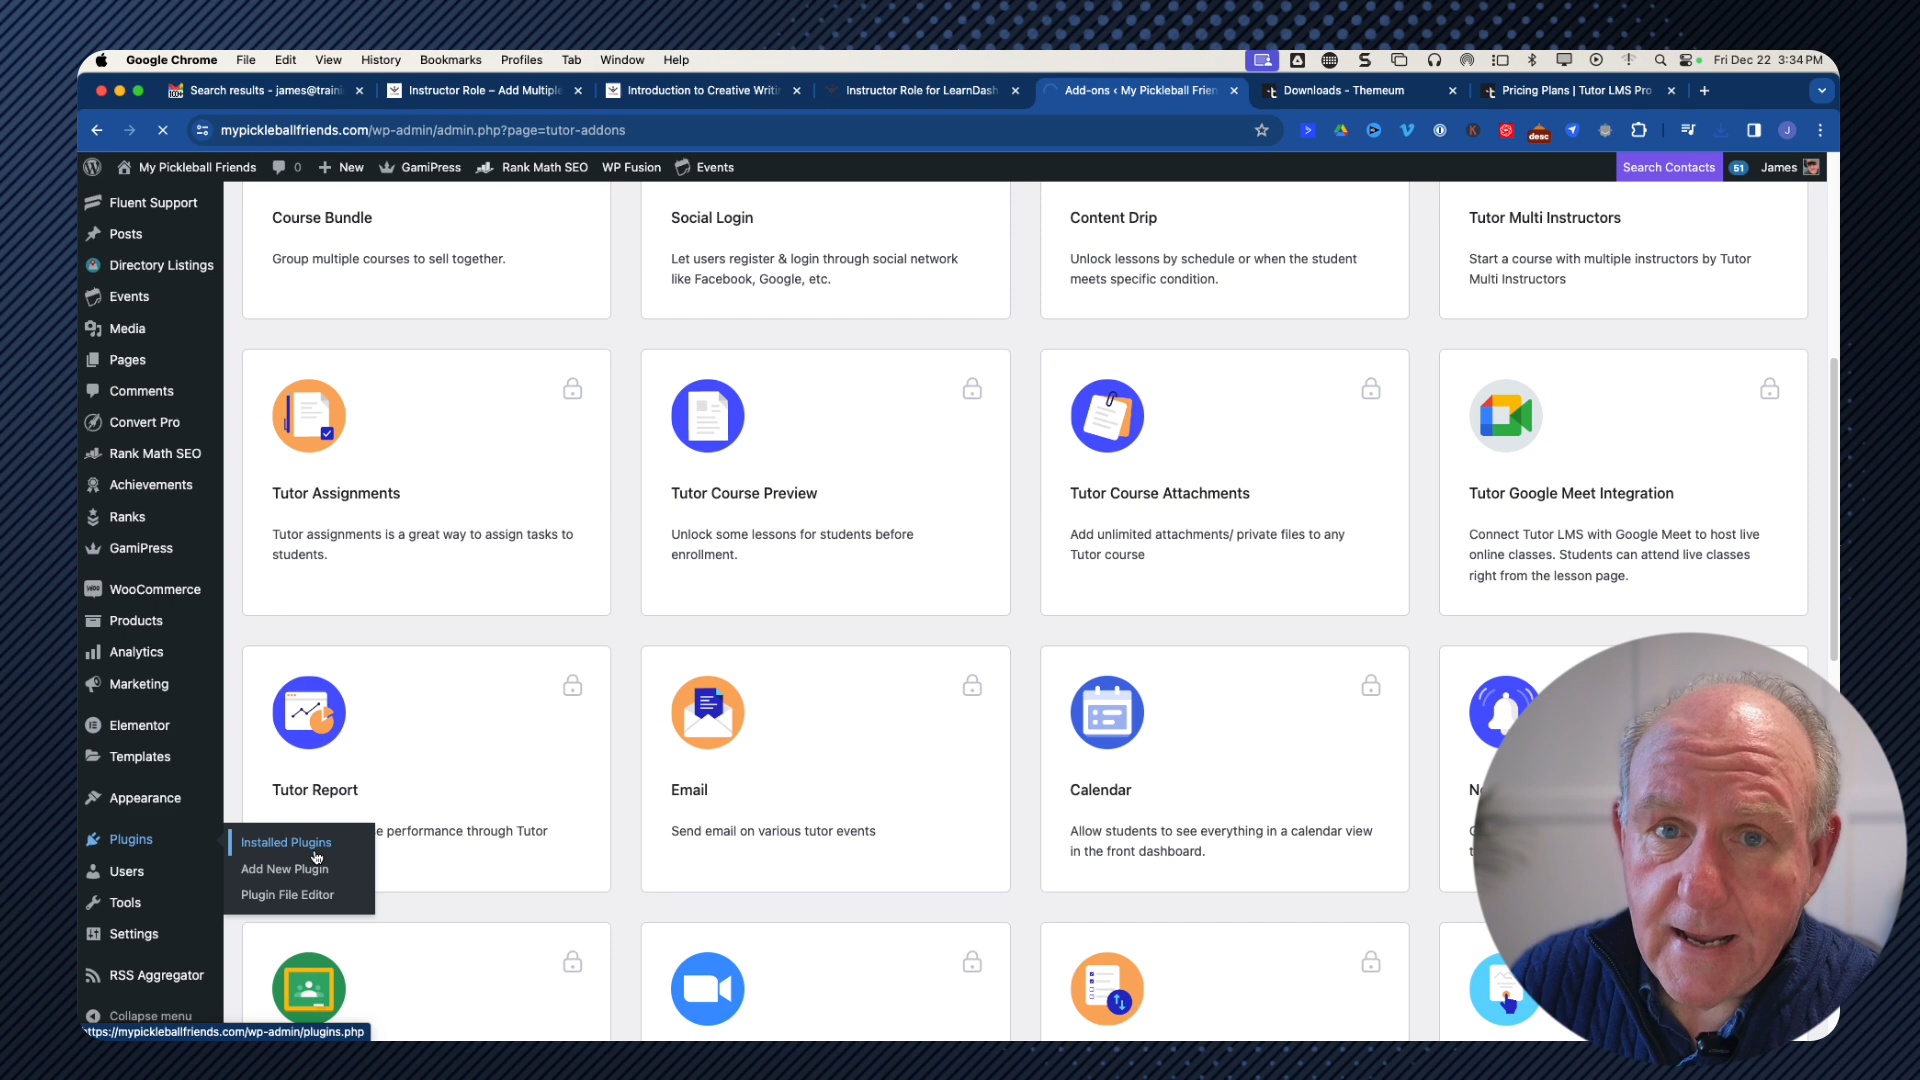 Google Chrome File Edit View History Bookmarks Profiles Tab Window Help Fri Dec 22 3:34 PM
Search results - james@traini Instructor Role – Add Multiple Introduction to Creative Writi Instructor Role for LearnDash Add-ons ‹ My Pickleball Frien Downloads - Themeum Pricing Plans | Tutor LMS Pro
mypickleballfriends.com/wp-admin/admin.php?page=tutor-addons
desc
J
My Pickleball Friends 0 New GamiPress Rank Math SEO WP Fusion Events Search Contacts 51 James
Fluent Support
Posts
Directory Listings
Events
Media
Pages
Comments
Convert Pro
Rank Math SEO
Achievements
Ranks
GamiPress
WooCommerce
Products
Analytics
Marketing
Elementor
Templates
Appearance
Plugins
Users
Tools
Settings
RSS Aggregator
Collapse menu
Installed Plugins
Add New Plugin
Plugin File Editor
https://mypickleballfriends.com/wp-admin/plugins.php
Course Bundle
Group multiple courses to sell together.
Social Login
Let users register & login through social network
like Facebook, Google, etc.
Content Drip
Unlock lessons by schedule or when the student
meets specific condition.
Tutor Multi Instructors
Start a course with multiple instructors by Tutor
Multi Instructors
Tutor Assignments
Tutor assignments is a great way to assign tasks to
students.
Tutor Course Preview
Unlock some lessons for students before
enrollment.
Tutor Course Attachments
Add unlimited attachments/ private files to any
Tutor course
Tutor Google Meet Integration
Connect Tutor LMS with Google Meet to host live
online classes. Students can attend live classes
right from the lesson page.
Tutor Report
e performance through Tutor
Email
Send email on various tutor events
Calendar
Allow students to see everything in a calendar view
in the front dashboard.